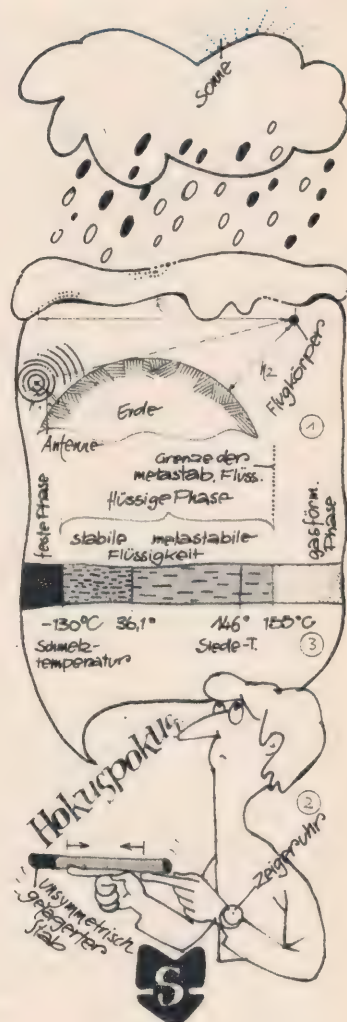 Sonne
h₂
Flugkörper
Erde
Antenne
①
Grenze der
metastab. Flüss.
flüssige Phase
feste Phase
gasförm.
Phase
stabile metastabile
Flüssigkeit
-130°C 36,1° 146° 155°C
Schmelz-
temperatur
Siede-T.
③
Hokuspokus
②
Zeigeruhr
unsymmetrisch
gelagerter
Stab
S